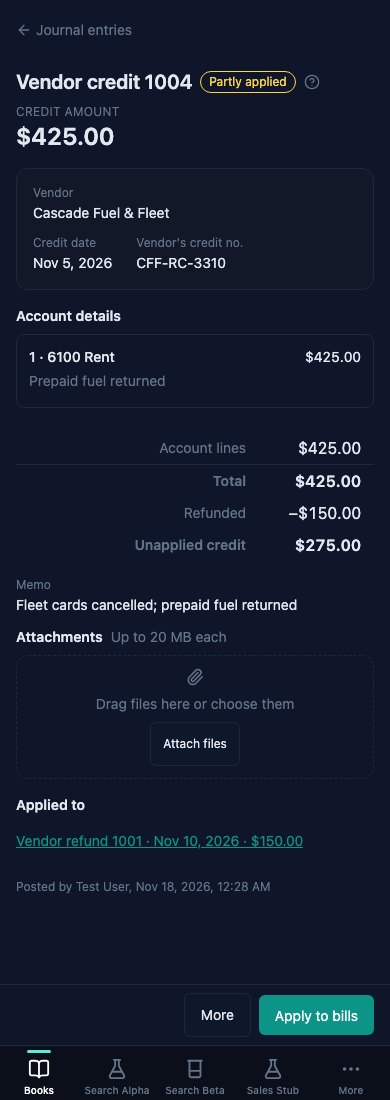 Journal entries
Vendor credit 1004 Partly applied
CREDIT AMOUNT
$425.00
Vendor
Cascade Fuel & Fleet
Credit date Vendor's credit no.
Nov 5, 2026 CFF-RC-3310
Account details
1 · 6100 Rent $425.00
Prepaid fuel returned
Account lines $425.00
Total $425.00
Refunded –$150.00
Unapplied credit $275.00
Memo
Fleet cards cancelled; prepaid fuel returned
Attachments Up to 20 MB each
Drag files here or choose them
Attach files
Applied to
Vendor refund 1001 · Nov 10, 2026 · $150.00
Posted by Test User, Nov 18, 2026, 12:28 AM
More Apply to bills
Books Search Alpha Search Beta Sales Stub More